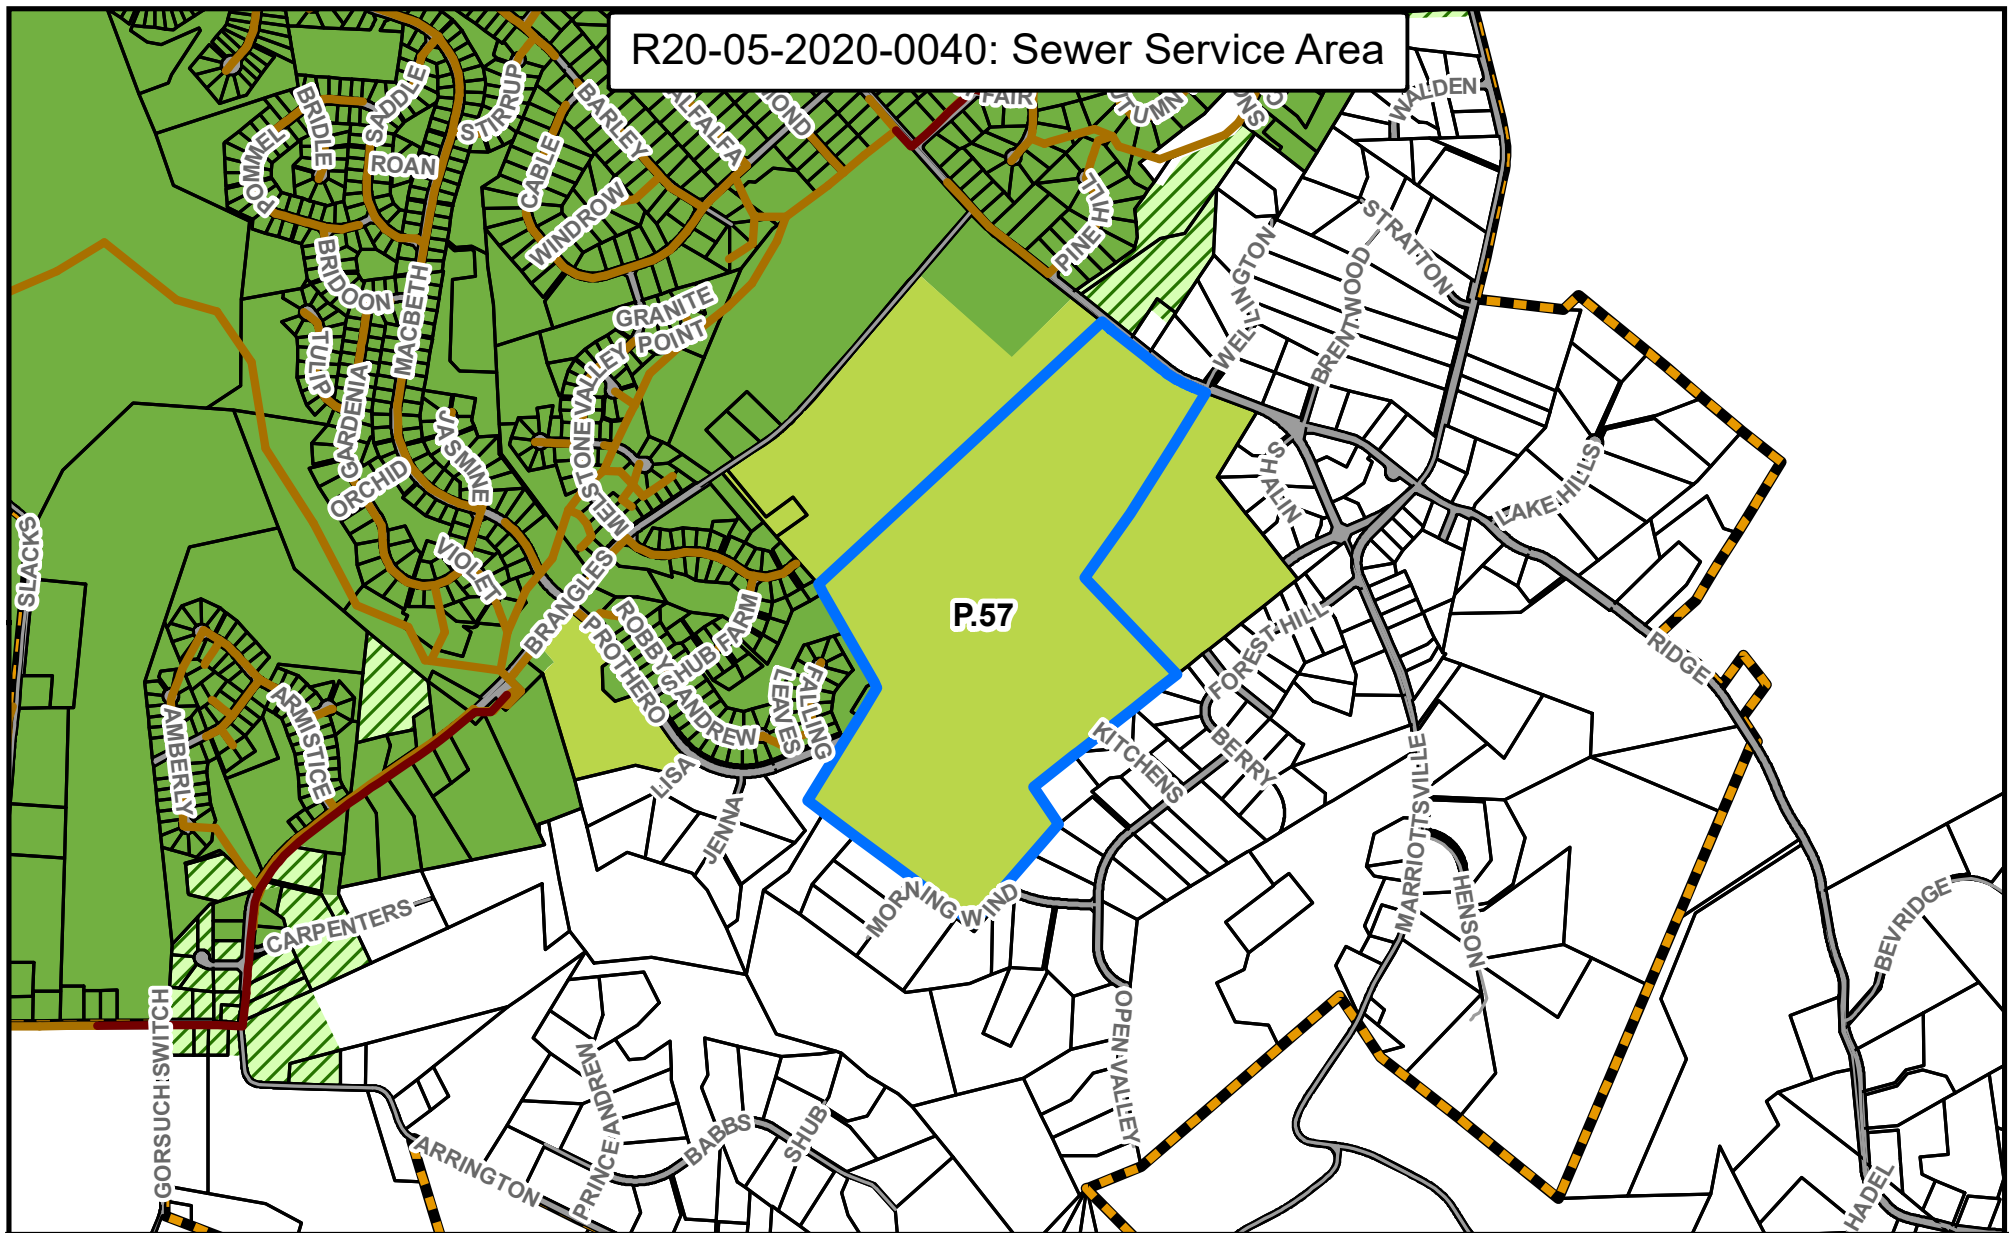 R20-05-2020-0040: Sewer Service Area
WALDEN
FAIR
STIRRUP
SADDLE
BRIDLE
BARLEY
ALFALFA
ROAN
POMMEL
CABLE
WINDROW
PINE HILL
STRATTON
WELLINGTON
BRENTWOOD
BRIDOON
MACBETH
GRANITE
POINT
TULIP
GARDENIA
STONE VALLEY
JASMINE
ORCHID
WEST
SHALIN
LAKE HILLS
SLACKS
VIOLET
BRANGLES
P.57
ROBBY
SHUB FARM
PROTHERO
SANDREW
LEAVES
FALLING
FOREST HILL
RIDGE
AMBERLY
ARMISTICE
KITCHENS
BERRY
LISA
JENNA
MARRIOTTSVILLE
HENSON
MORNING WIND
CARPENTERS
BEVRIDGE
GORSUCH SWITCH
OPEN VALLEY
PRINCE ANDREW
BABBS
SHUB
ARRINGTON
HADEL